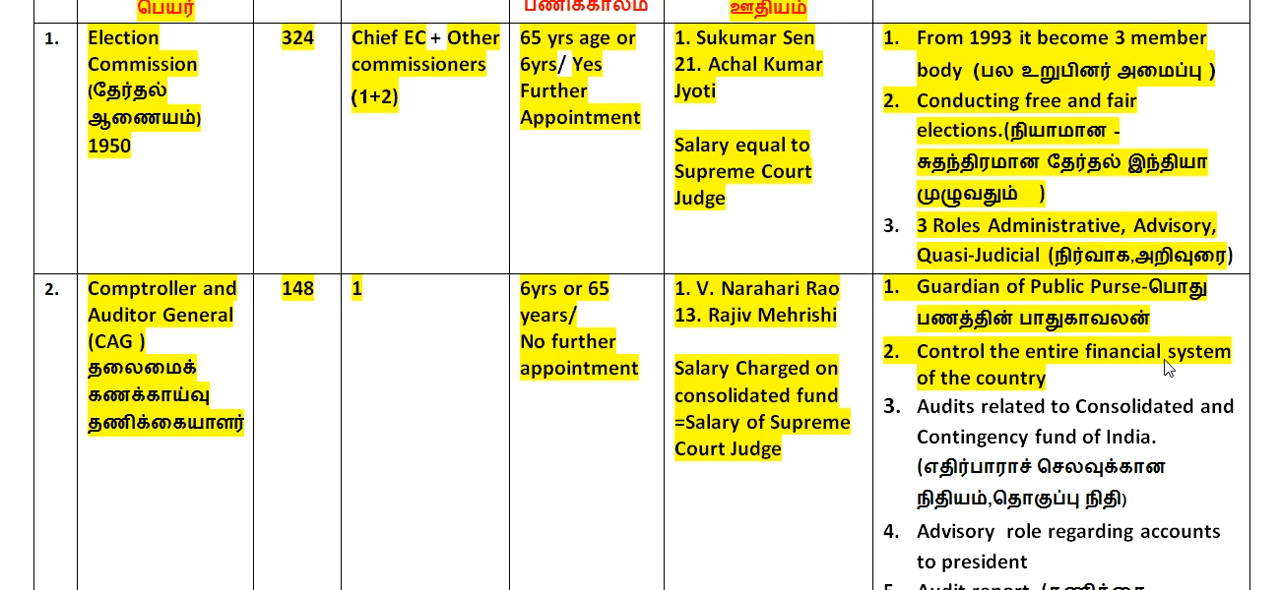 பெயர்
பணிக்காலம்
ஊதியம்
1.
Election
Commission
(தேர்தல்
ஆணையம்)
1950
324
Chief EC + Other
commissioners
(1+2)
65 yrs age or
6yrs/ Yes
Further
Appointment
1. Sukumar Sen
21. Achal Kumar
Jyoti
Salary equal to
Supreme Court
Judge
1. From 1993 it become 3 member
body (பல உறுபினர் அமைப்பு )
2. Conducting free and fair
elections.(நியாமான -
சுதந்திரமான தேர்தல் இந்தியா
முழுவதும் )
3. 3 Roles Administrative, Advisory,
Quasi-Judicial (நிர்வாக,அறிவுரை)
2.
Comptroller and
Auditor General
(CAG )
தலைமைக்
கணக்காய்வு
தணிக்கையாளர்
148
1
6yrs or 65
years/
No further
appointment
1. V. Narahari Rao
13. Rajiv Mehrishi
Salary Charged on
consolidated fund
=Salary of Supreme
Court Judge
1. Guardian of Public Purse-பொது
பணத்தின் பாதுகாவலன்
2. Control the entire financial system
of the country
3. Audits related to Consolidated and
Contingency fund of India.
(எதிர்பாராச் செலவுக்கான
நிதியம்,தொகுப்பு நிதி)
4. Advisory role regarding accounts
to president
5. Audit report (தணிக்கை